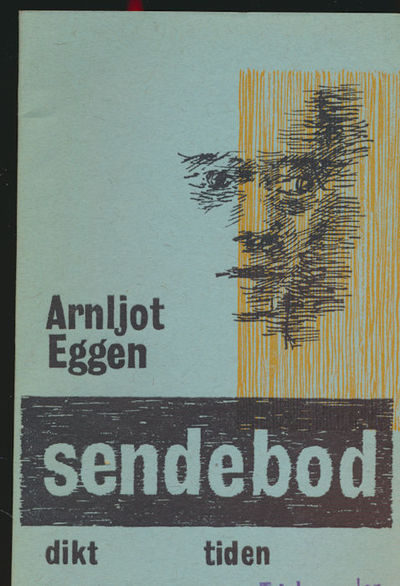 Arnljot
Eggen
sendebod
dikt tiden